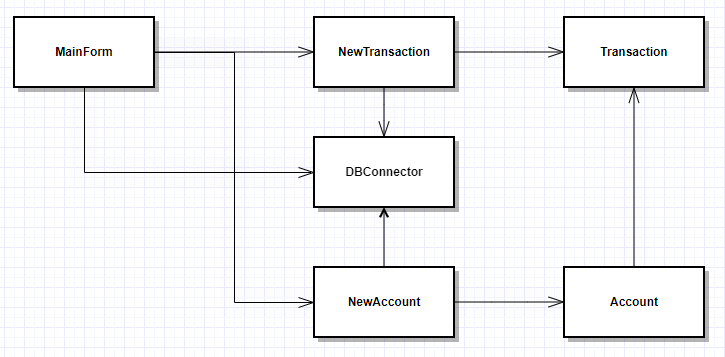 MainForm
NewTransaction
Transaction
DBConnector
NewAccount
Account